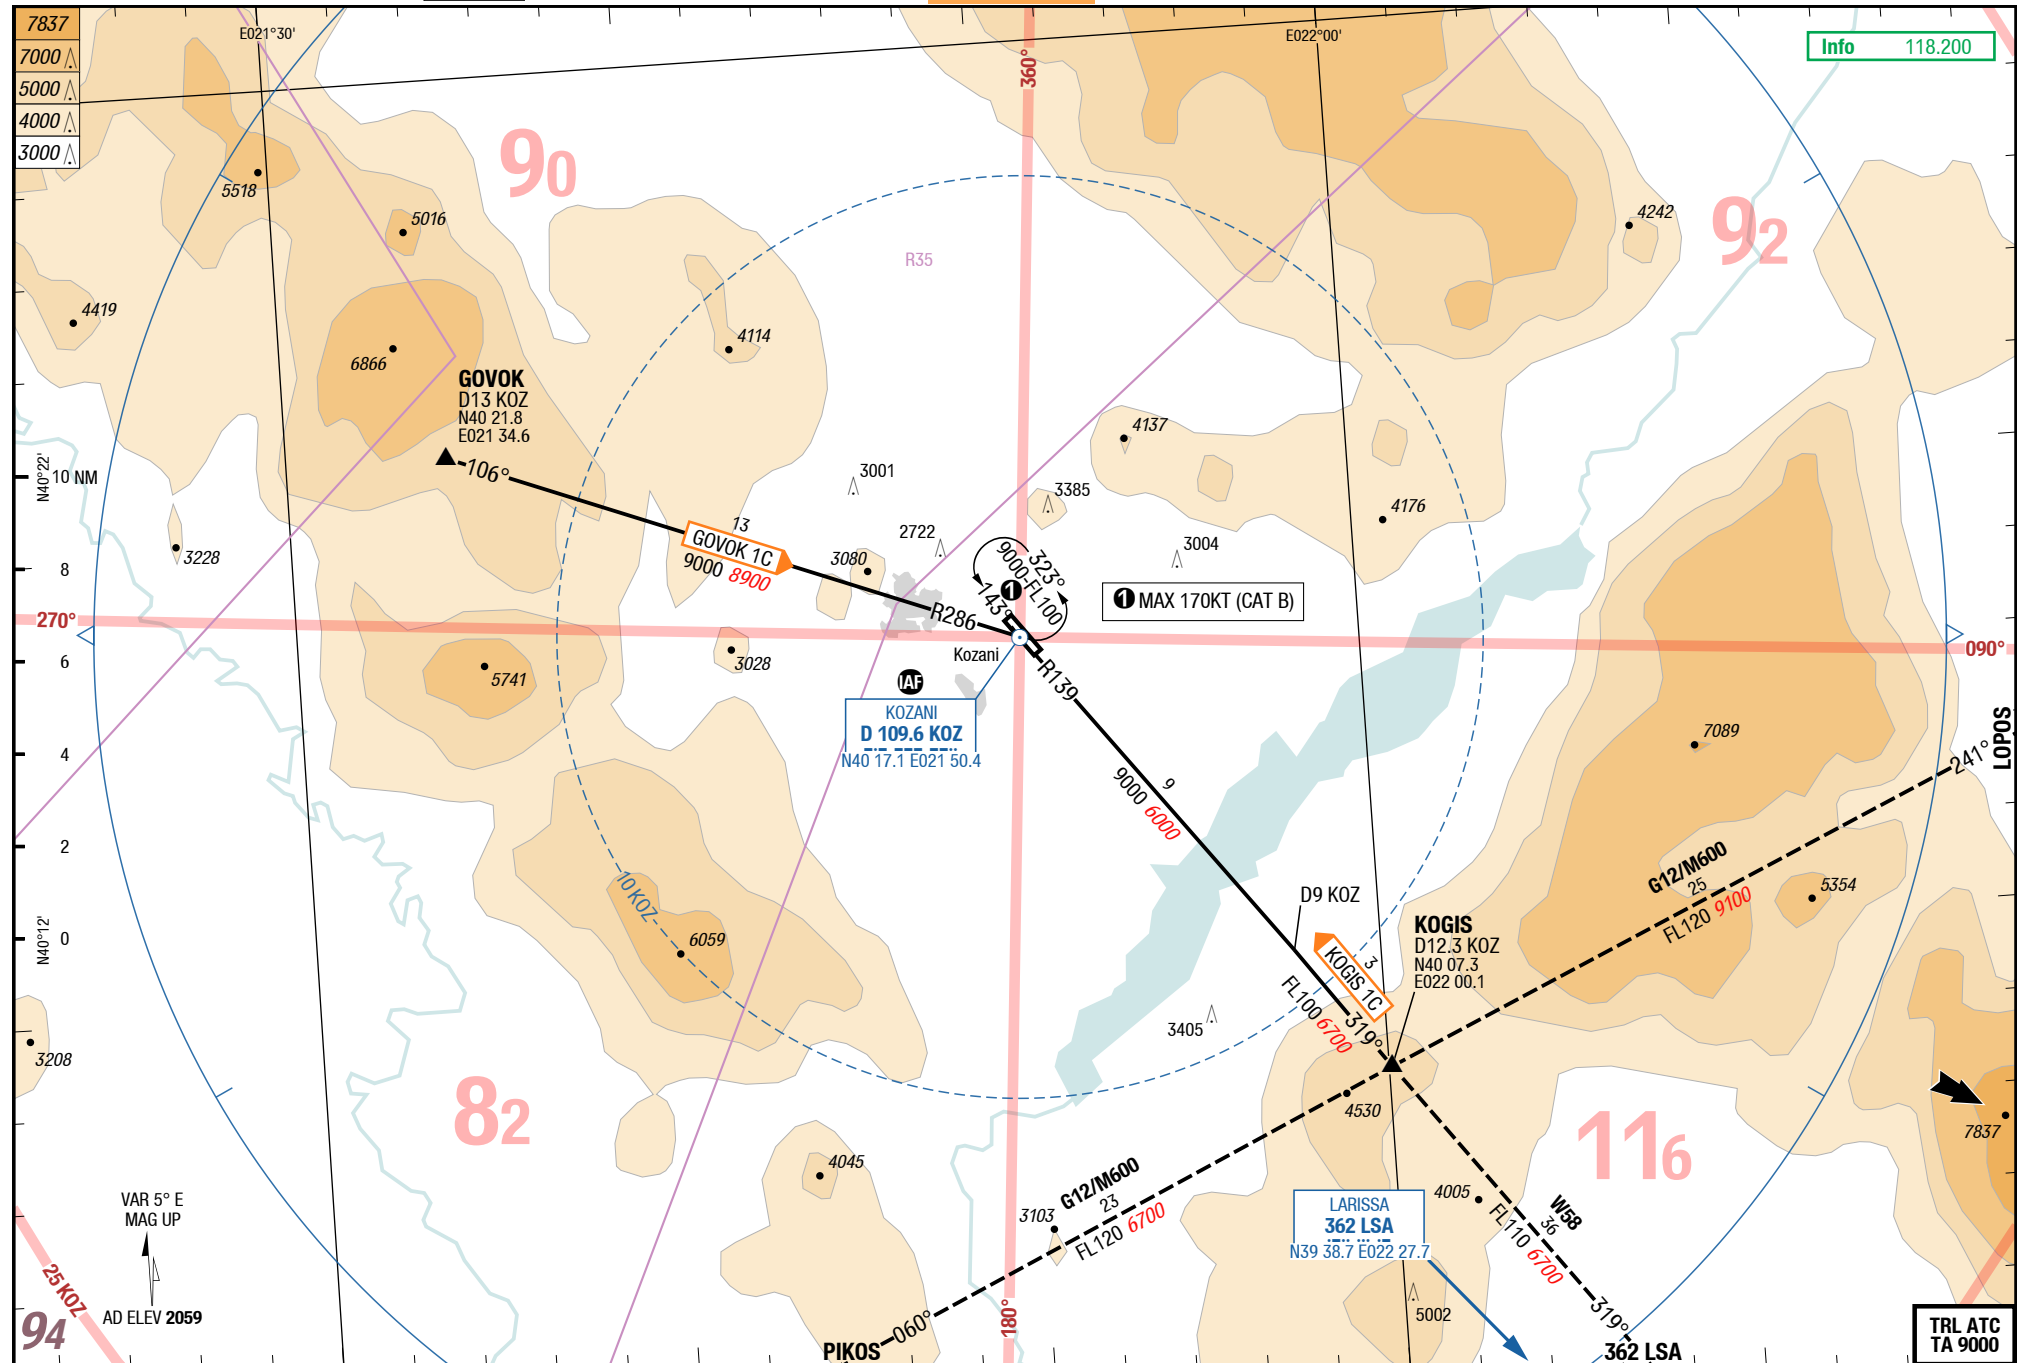 7837
7000
5000
4000
3000
E021°30'
E022°00'
360°
Info 118.200
90
92
5518
5016
4242
R35
4419
4114
6866
GOVOK
D13 KOZ
N40 21.8
E021 34.6
4137
N40°22'
10 NM
106°
3001
3385
4176
13
GOVOK 1C
9000 8900
2722
3004
3228
3080
323°
9000-FL100
143°
1
1 MAX 170KT (CAT B)
8
270°
R286
090°
6
Kozani
3028
5741
R139
IAF
KOZANI
D 109.6 KOZ
N40 17.1 E021 50.4
7089
LOPOS
241°
4
9
9000 6000
2
G12/M600
25
FL120 9100
5354
10 KOZ
D9 KOZ
KOGIS
D12.3 KOZ
N40 07.3
E022 00.1
6059
N40°12'
0
3
KOGIS 1C
FL100 6700
319°
3405
3208
82
4530
116
7837
4045
G12/M600
23
FL120 6700
3103
4005
LARISSA
362 LSA
N39 38.7 E022 27.7
W58
36
FL110 6700
VAR 5° E
MAG UP
AD ELEV 2059
25 KOZ
94
180°
060°
PIKOS
5002
319°
362 LSA
TRL ATC
TA 9000